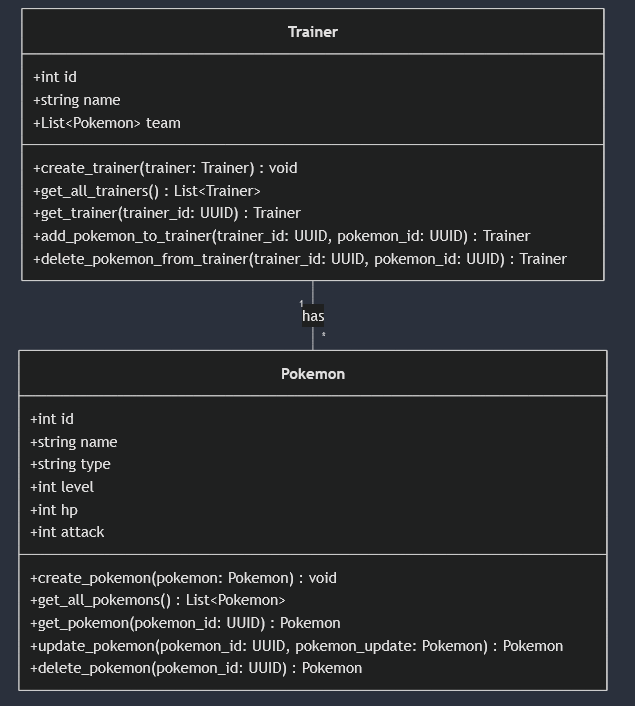 Trainer
+int id
+string name
+List<Pokemon> team
+create_trainer(trainer: Trainer) : void
+get_all_trainers() : List<Trainer>
+get_trainer(trainer_id: UUID) : Trainer
+add_pokemon_to_trainer(trainer_id: UUID, pokemon_id: UUID) : Trainer
+delete_pokemon_from_trainer(trainer_id: UUID, pokemon_id: UUID) : Trainer
1
has
*
Pokemon
+int id
+string name
+string type
+int level
+int hp
+int attack
+create_pokemon(pokemon: Pokemon) : void
+get_all_pokemons() : List<Pokemon>
+get_pokemon(pokemon_id: UUID) : Pokemon
+update_pokemon(pokemon_id: UUID, pokemon_update: Pokemon) : Pokemon
+delete_pokemon(pokemon_id: UUID) : Pokemon